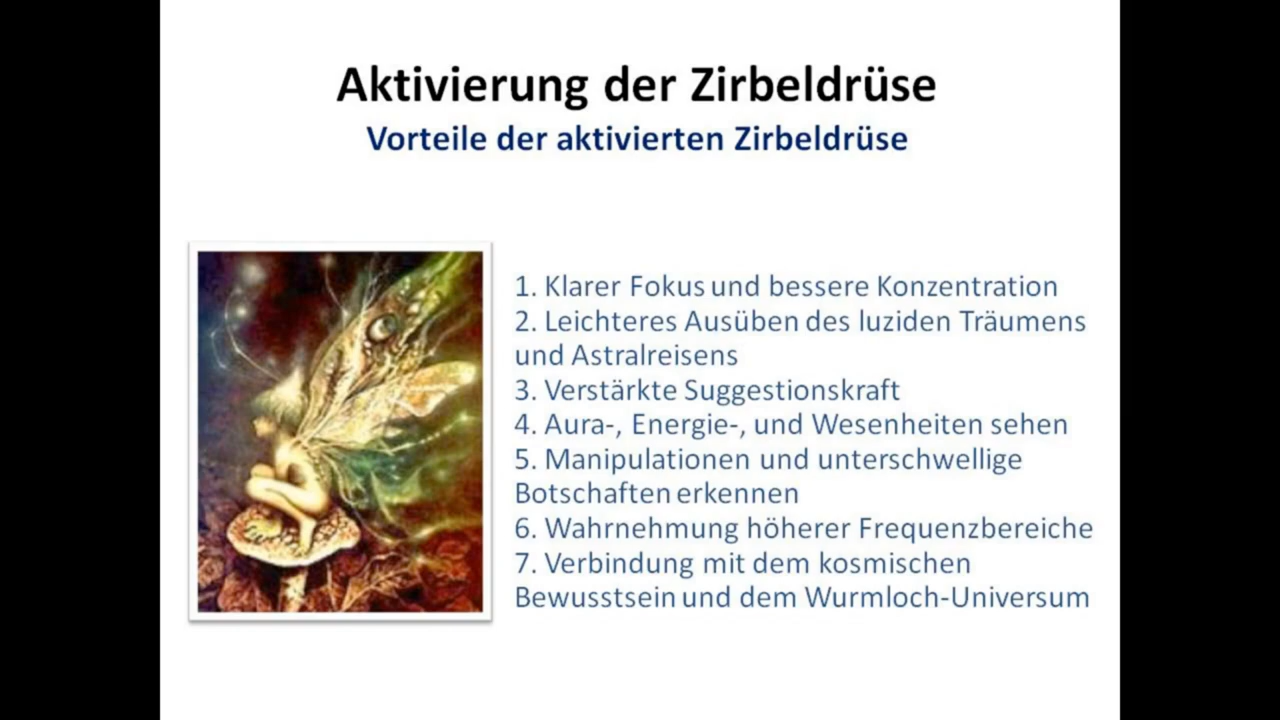 Aktivierung der Zirbeldrüse
Vorteile der aktivierten Zirbeldrüse
1. Klarer Fokus und bessere Konzentration
2. Leichteres Ausüben des luziden Träumens
und Astralreisens
3. Verstärkte Suggestionskraft
4. Aura-, Energie-, und Wesenheiten sehen
5. Manipulationen und unterschwellige
Botschaften erkennen
6. Wahrnehmung höherer Frequenzbereiche
7. Verbindung mit dem kosmischen
Bewusstsein und dem Wurmloch-Universum